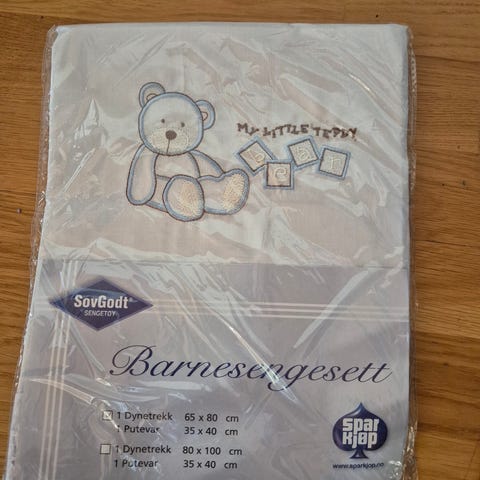 MY LITTLE TEDDY
bear
SovGodt®
SENGETØY
Barnesengesett
1 Dynetrekk 65 x 80 cm
1 Putevar 35 x 40 cm
1 Dynetrekk 80 x 100 cm
1 Putevar 35 x 40 cm
spar
kjøp
www.sparkjop.no